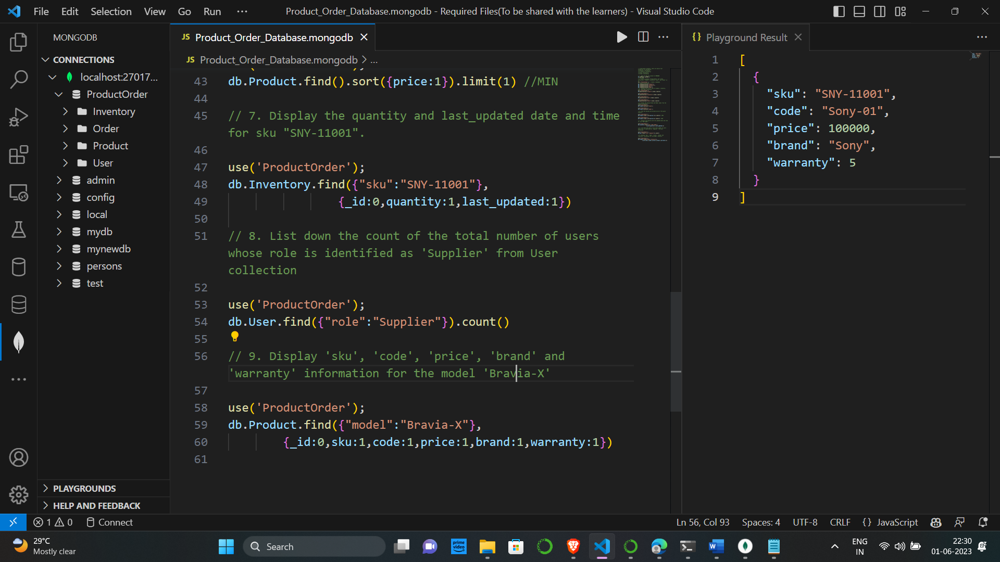 File Edit Selection View Go Run ··· Product_Order_Database.mongodb - Required Files(To be shared with the learners) - Visual Studio Code
MONGODB
CONNECTIONS
localhost:27017...
ProductOrder
Inventory
Order
Product
User
admin
config
local
mydb
mynewdb
persons
test
PLAYGROUNDS
HELP AND FEEDBACK
JS Product_Order_Database.mongodb
JS Product_Order_Database.mongodb > ...
43 db.Product.find().sort({price:1}).limit(1) //MIN
44
45 // 7. Display the quantity and last_updated date and time
for sku "SNY-11001".
46
47 use('ProductOrder');
48 db.Inventory.find({"sku":"SNY-11001"},
49 {_id:0,quantity:1,last_updated:1})
50
51 // 8. List down the count of the total number of users
whose role is identified as 'Supplier' from User
collection
52
53 use('ProductOrder');
54 db.User.find({"role":"Supplier"}).count()
55
56 // 9. Display 'sku', 'code', 'price', 'brand' and
'warranty' information for the model 'Bravia-X'
57
58 use('ProductOrder');
59 db.Product.find({"model":"Bravia-X"},
60 {_id:0,sku:1,code:1,price:1,brand:1,warranty:1})
61
{} Playground Result
1 [
2 {
3 "sku": "SNY-11001",
4 "code": "Sony-01",
5 "price": 100000,
6 "brand": "Sony",
7 "warranty": 5
8 }
9 ]
1 0 Connect
Ln 56, Col 93 Spaces: 4 UTF-8 CRLF {} JavaScript
29°C
Mostly clear
Search
prime video
ENG
IN
22:30
01-06-2023